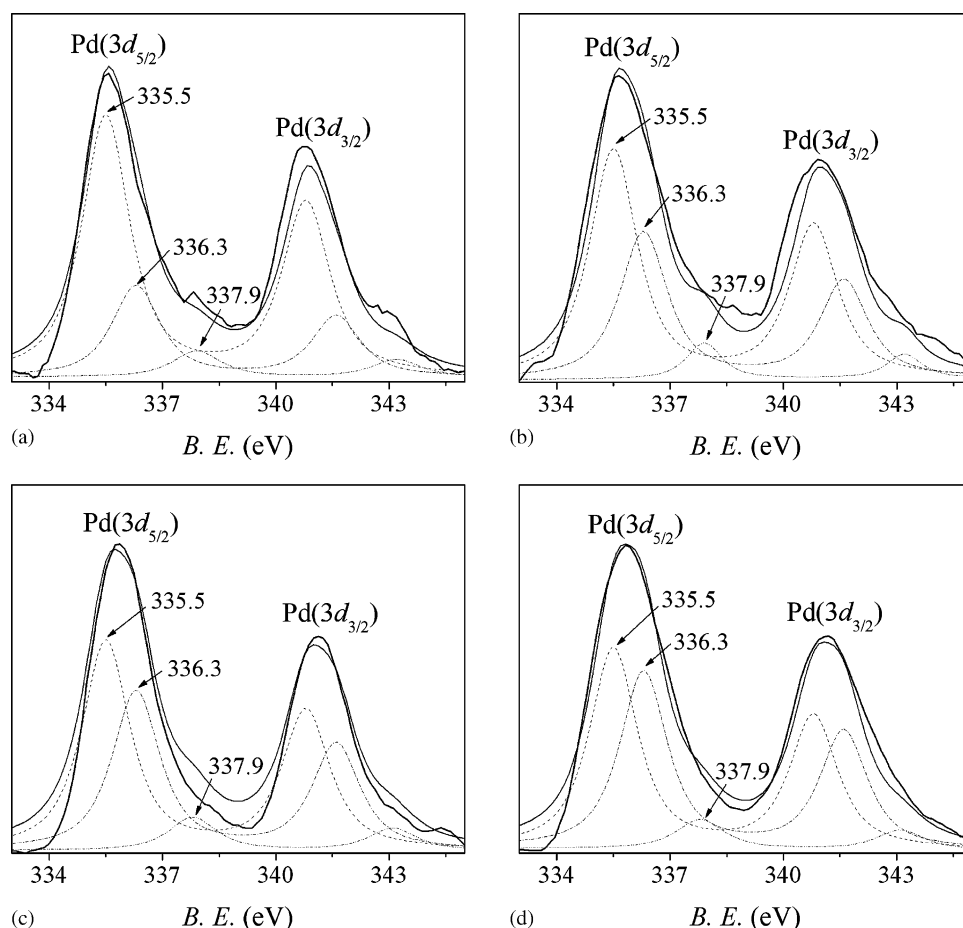 Pd(3d5/2)
335.5
Pd(3d3/2)
336.3
337.9
334 337 340 343
(a) B. E. (eV)
Pd(3d5/2)
335.5
Pd(3d3/2)
336.3
337.9
334 337 340 343
(b) B. E. (eV)
Pd(3d5/2)
335.5
Pd(3d3/2)
336.3
337.9
334 337 340 343
(c) B. E. (eV)
Pd(3d5/2)
335.5
Pd(3d3/2)
336.3
337.9
334 337 340 343
(d) B. E. (eV)